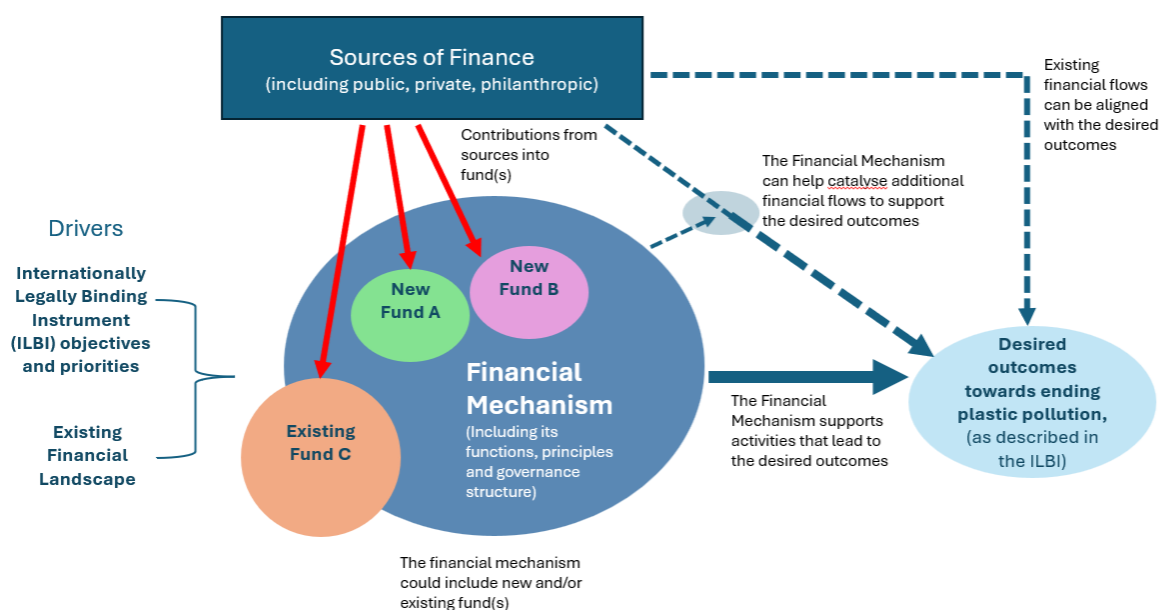 Sources of Finance
(including public, private, philanthropic)
Existing
financial flows
can be aligned
with the desired
outcomes
Contributions from
sources into
fund(s)
The Financial Mechanism
can help catalyse additional
financial flows to support
the desired outcomes
Drivers
Internationally
Legally Binding
Instrument
(ILBI) objectives
and priorities
Existing
Financial
Landscape
New
Fund A
New
Fund B
Existing
Fund C
Financial
Mechanism
(Including its
functions, principles
and governance
structure)
The Financial
Mechanism supports
activities that lead to
the desired outcomes
Desired
outcomes
towards ending
plastic pollution,
(as described in
the ILBI)
The financial mechanism
could include new and/or
existing fund(s)